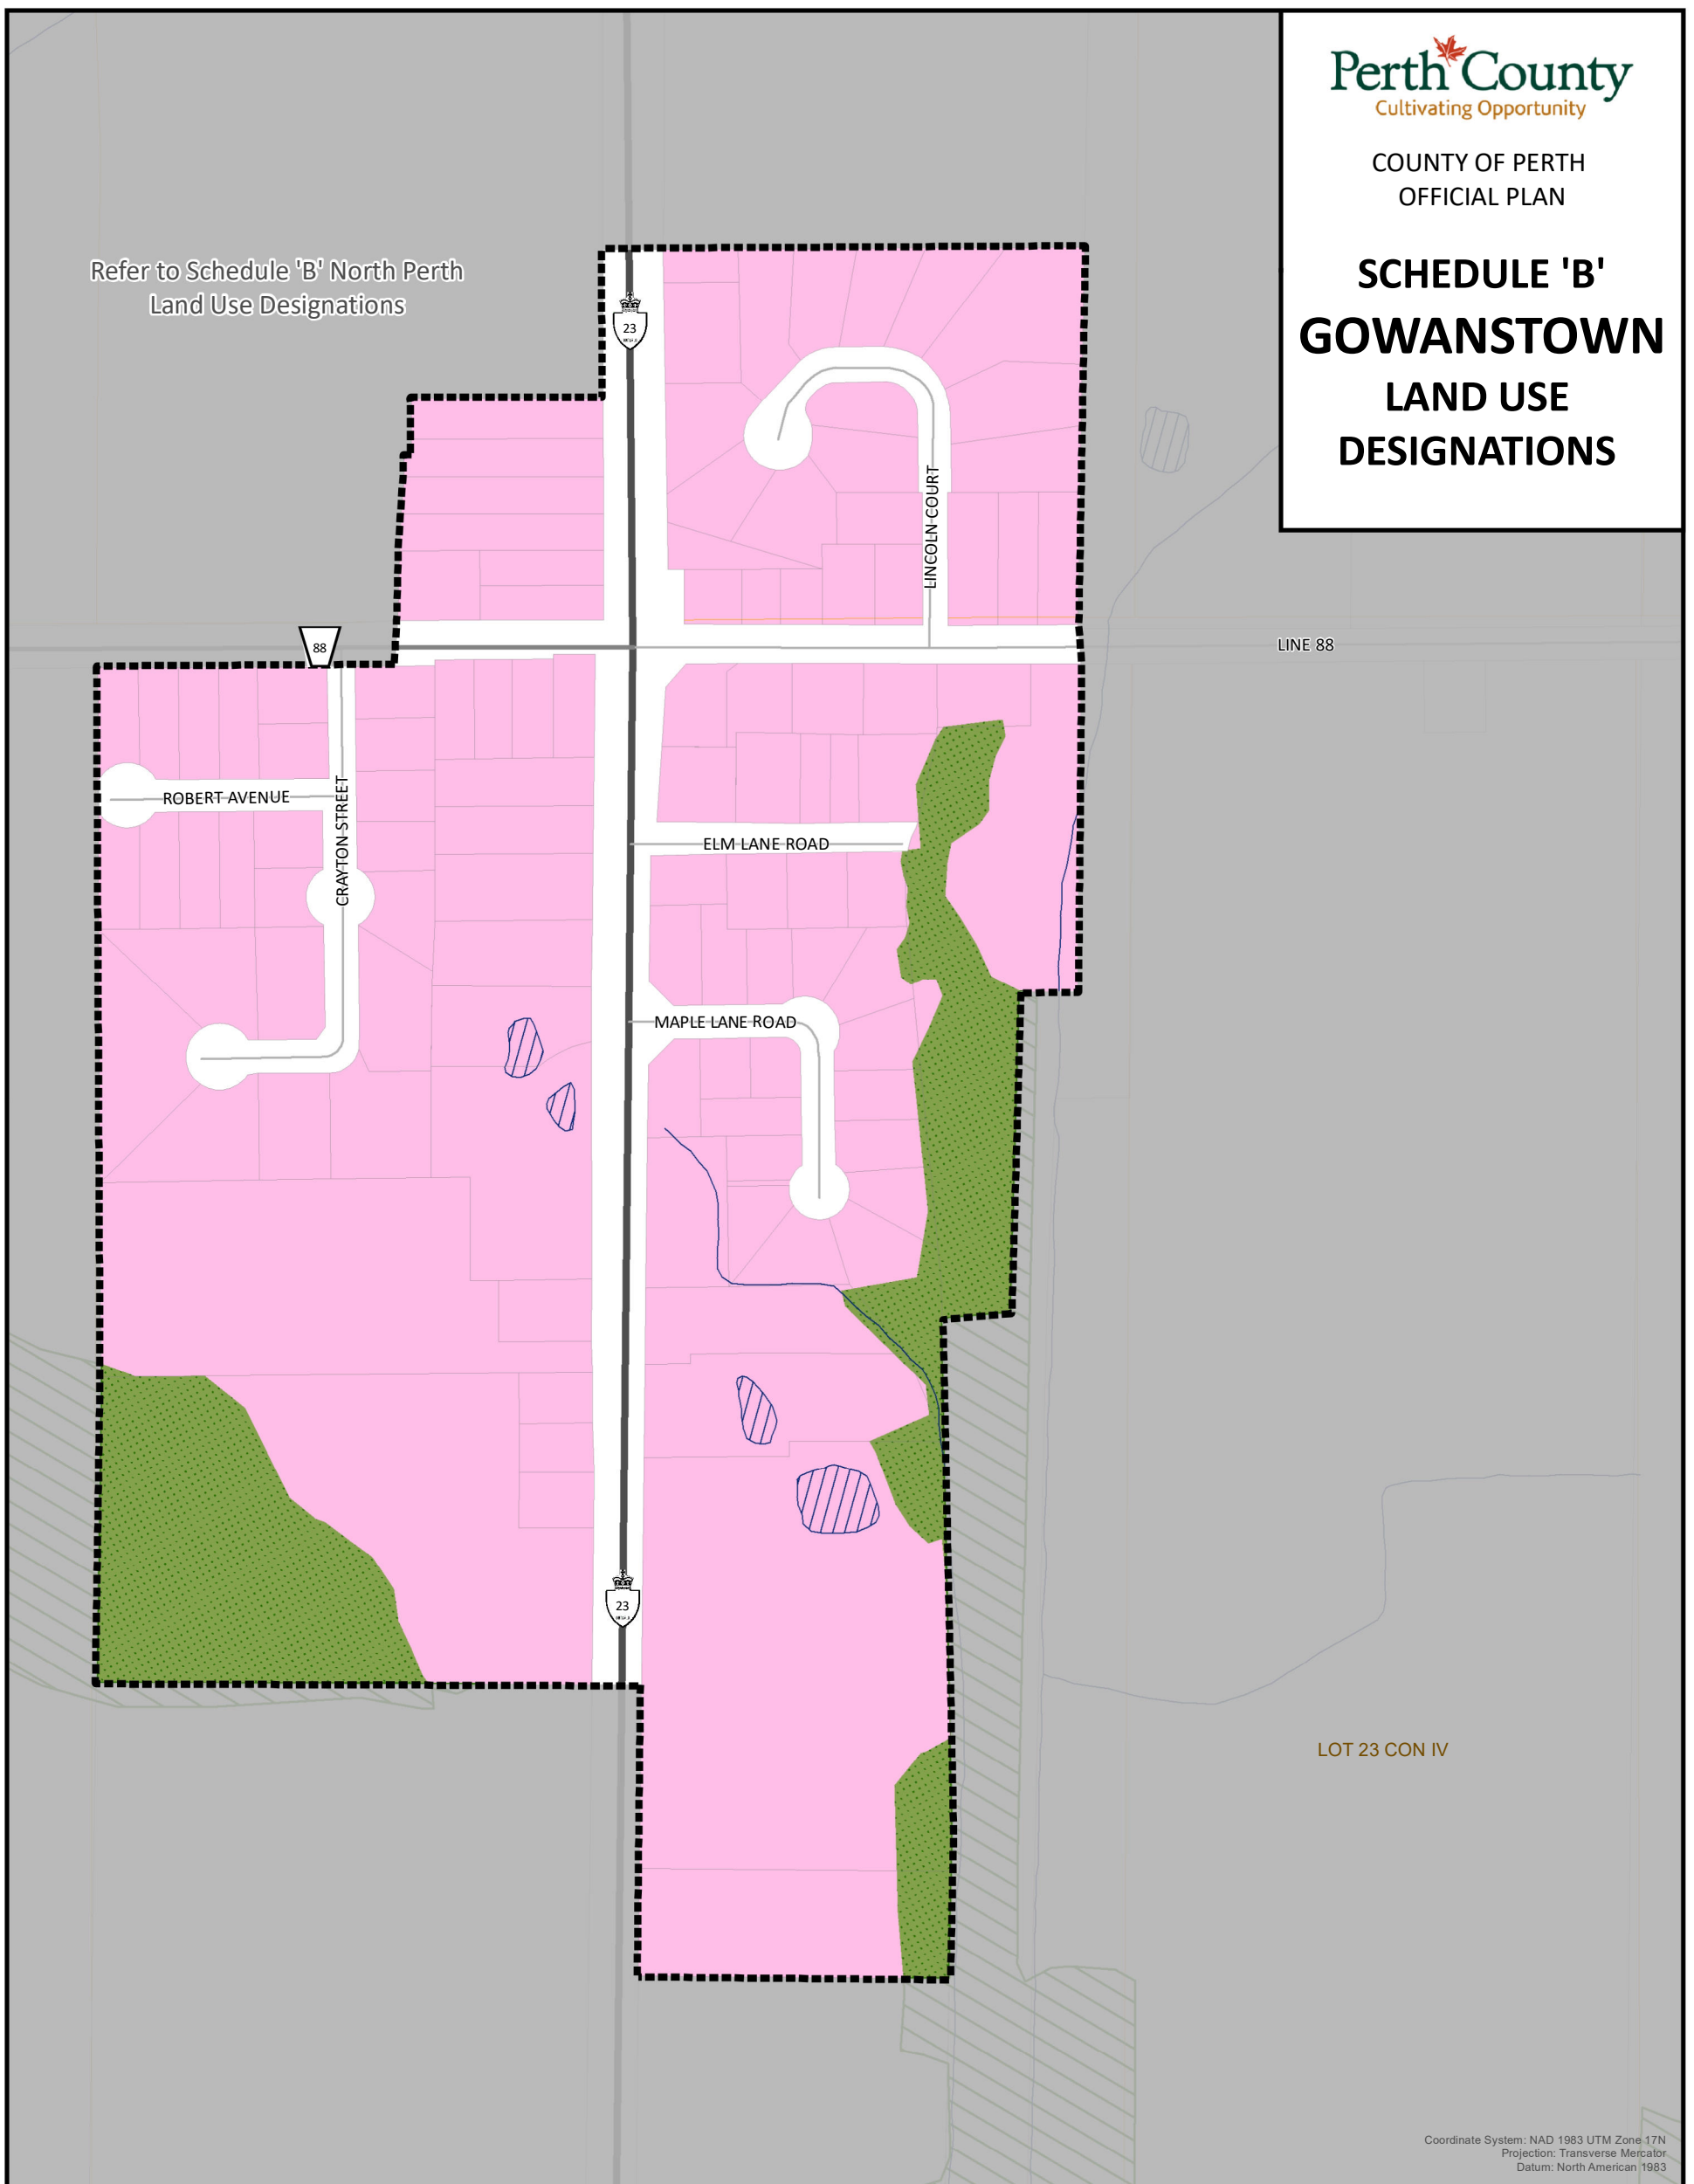 Perth County
Cultivating Opportunity
COUNTY OF PERTH
OFFICIAL PLAN
SCHEDULE 'B'
GOWANSTOWN
LAND USE
DESIGNATIONS
Refer to Schedule 'B' North Perth
Land Use Designations
23
LINCOLN COURT
88
LINE 88
ROBERT AVENUE
CRAYTON STREET
ELM LANE ROAD
MAPLE LANE ROAD
23
LOT 23 CON IV
Coordinate System: NAD 1983 UTM Zone 17N
Projection: Transverse Mercator
Datum: North American 1983